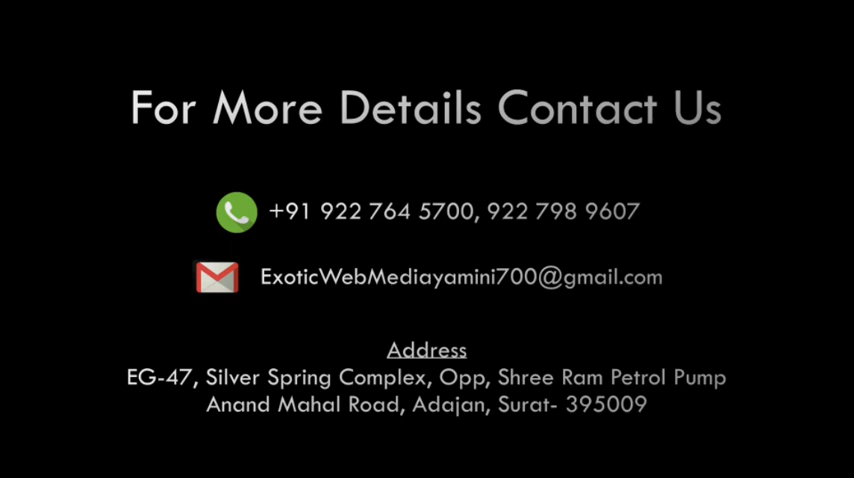 For More Details Contact Us
+91 922 764 5700, 922 798 9607
ExoticWebMediayamini700@gmail.com
Address
EG-47, Silver Spring Complex, Opp, Shree Ram Petrol Pump
Anand Mahal Road, Adajan, Surat- 395009